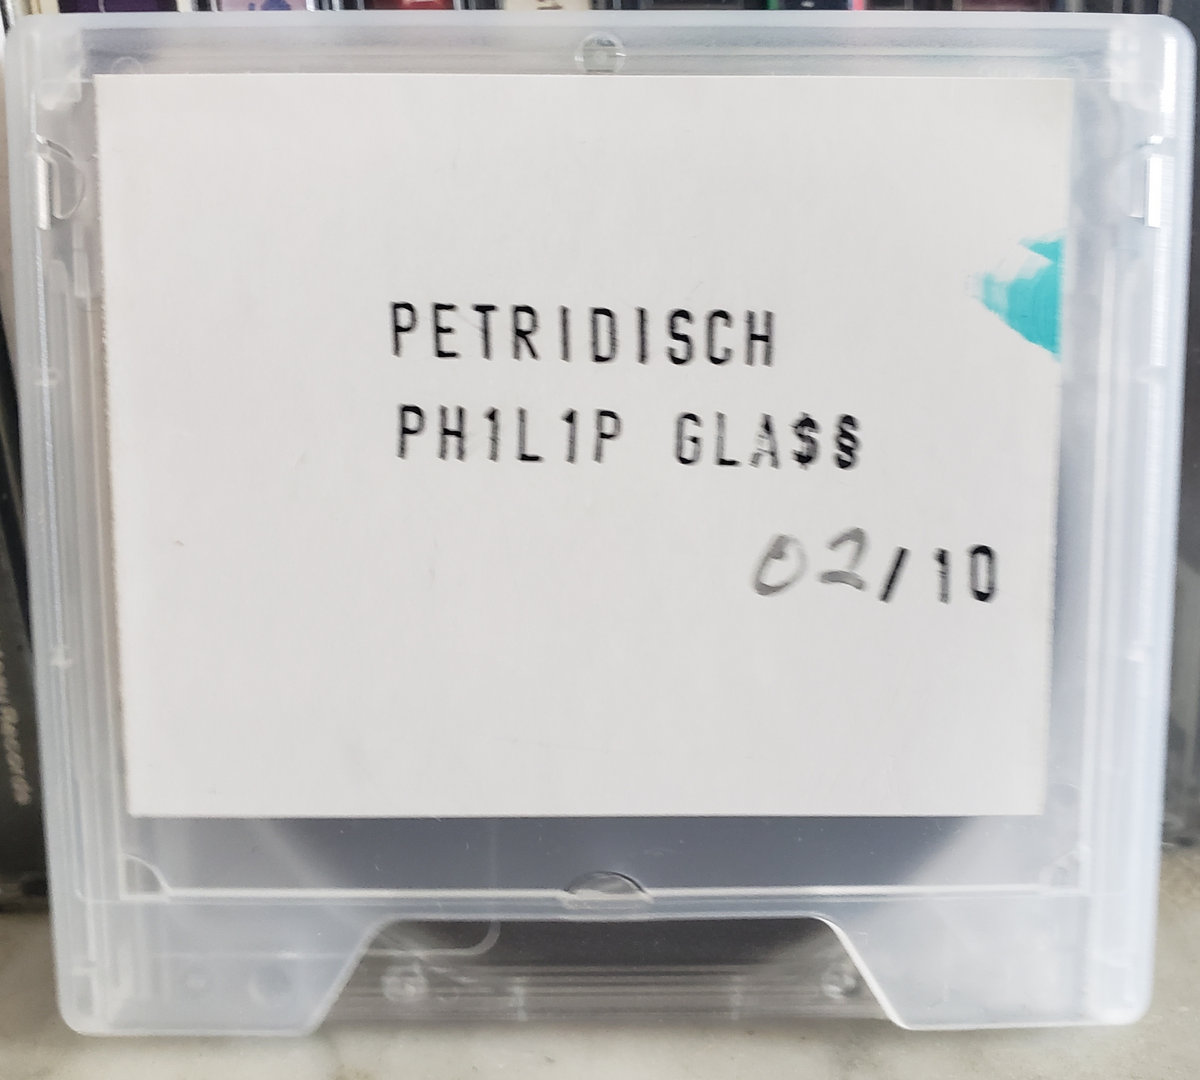 PETRIDISCH
PH1L1P GLA$§
02/10